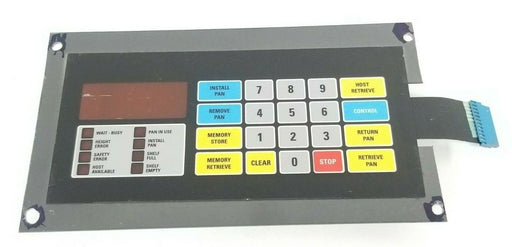 INSTALL PAN
7
8
9
HOST RETRIEVE
REMOVE PAN
4
5
6
CONTROL
MEMORY STORE
1
2
3
RETURN PAN
MEMORY RETRIEVE
CLEAR
0
STOP
RETRIEVE PAN
WAIT - BUSY
PAN IN USE
HEIGHT ERROR
INSTALL PAN
SAFETY ERROR
SHELF FULL
HOST AVAILABLE
SHELF EMPTY